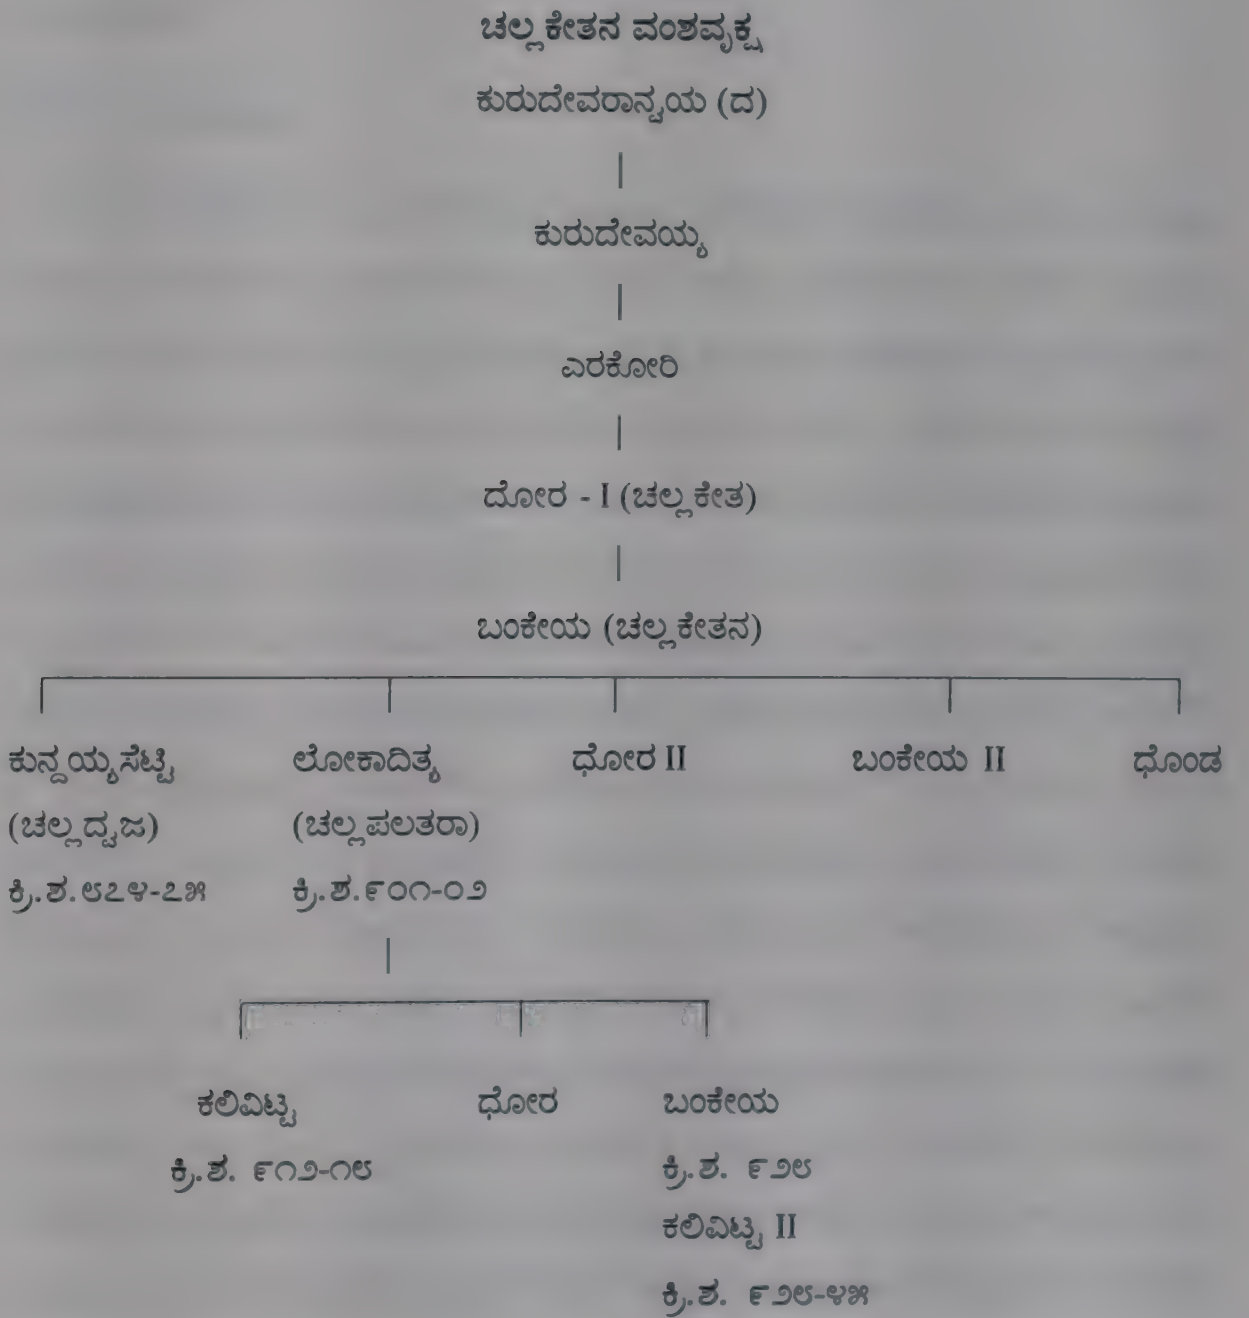 ಚಲ್ಲಕೇತನ ವಂಶವೃಕ್ಷ
ಕುರುದೇವರಾನ್ವಯ (ದ)
ಕುರುದೇವಯ್ಯ
ಎರಕೋರಿ
ದೋರ - I (ಚಲ್ಲಕೇತ)
ಬಂಕೇಯ (ಚಲ್ಲಕೇತನ)
ಕುನ್ದಯ್ಯಸೆಟ್ಟಿ ಲೋಕಾದಿತ್ಯ ಧೋರ II ಬಂಕೇಯ II ಧೊಂಡ
(ಚಲ್ಲದ್ವಜ) (ಚಲ್ಲಪಲತರಾ)
ಕ್ರಿ.ಶ.೮೭೪-೭೫ ಕ್ರಿ.ಶ.೯೦೧-೦೨
ಕಲಿವಿಟ್ಟ ಧೋರ ಬಂಕೇಯ
ಕ್ರಿ.ಶ. ೯೧೨-೧೮ ಕ್ರಿ.ಶ. ೯೨೮
ಕಲಿವಿಟ್ಟ II
ಕ್ರಿ.ಶ. ೯೨೮-೪೫